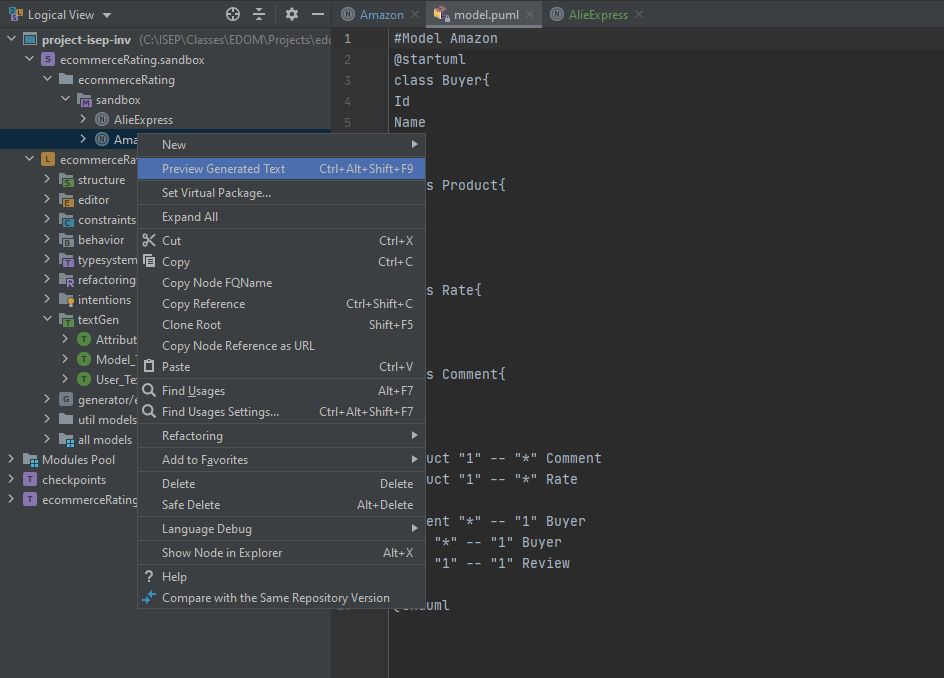 Logical View
Amazon
model.puml
AlieExpress
project-isep-inv (C:\ISEP\Classes\EDOM\Projects\edo
ecommerceRating.sandbox
ecommerceRating
sandbox
AlieExpress
Ama
ecommerceRat
structure
editor
constraints
behavior
typesystem
refactorings
intentions
textGen
Attribut
Model_T
User_Te
generator/e
util models
all models
Modules Pool
checkpoints
ecommerceRating
New
Preview Generated Text Ctrl+Alt+Shift+F9
Set Virtual Package...
Expand All
Cut Ctrl+X
Copy Ctrl+C
Copy Node FQName
Copy Reference Ctrl+Shift+C
Clone Root Shift+F5
Copy Node Reference as URL
Paste Ctrl+V
Find Usages Alt+F7
Find Usages Settings... Ctrl+Alt+Shift+F7
Refactoring
Add to Favorites
Delete Delete
Safe Delete Alt+Delete
Language Debug
Show Node in Explorer Alt+X
Help
Compare with the Same Repository Version
1 #Model Amazon
2 @startuml
3 class Buyer{
4 Id
5 Name
s Product{
s Rate{
s Comment{
uct "1" -- "*" Comment
uct "1" -- "*" Rate
ent "*" -- "1" Buyer
"*" -- "1" Buyer
"1" -- "1" Review
@enduml